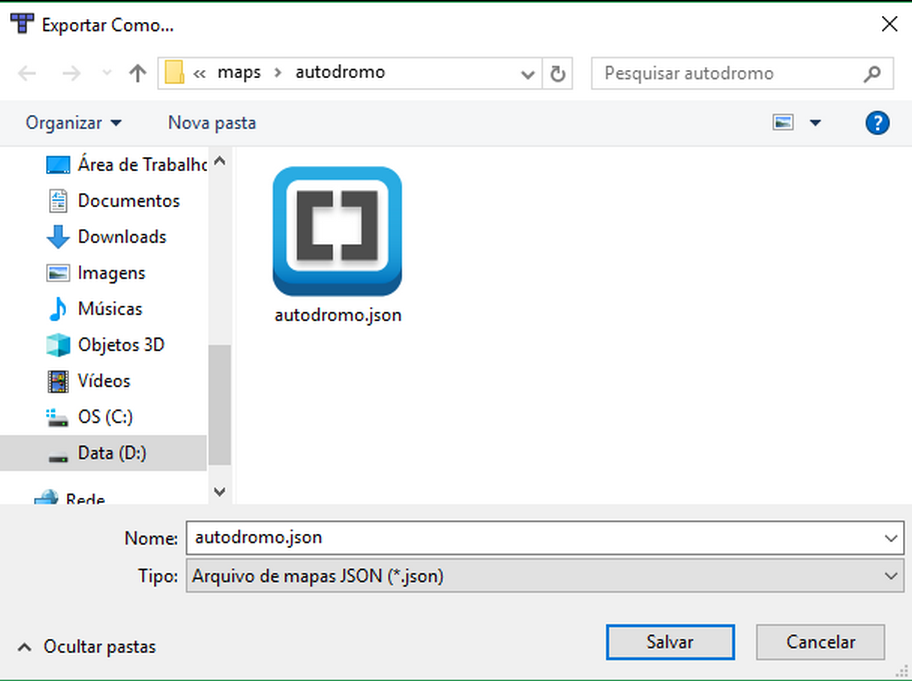 Exportar Como...
« maps › autodromo
Pesquisar autodromo
Organizar
Nova pasta
Área de Trabalho
Documentos
Downloads
Imagens
Músicas
Objetos 3D
Vídeos
OS (C:)
Data (D:)
Rede
autodromo.json
Nome: autodromo.json
Tipo: Arquivo de mapas JSON (*.json)
Ocultar pastas
Salvar
Cancelar